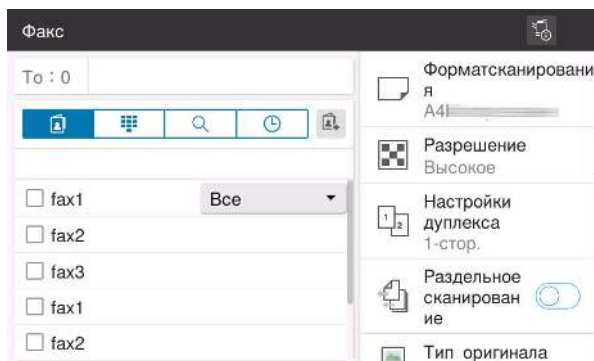 Факс
To : 0
fax1
Все
fax2
fax3
fax1
fax2
Форматсканировани
я
A4
Разрешение
Высокое
Настройки
дуплекса
1-стор.
Раздельное
сканирован
ие
Тип оригинала